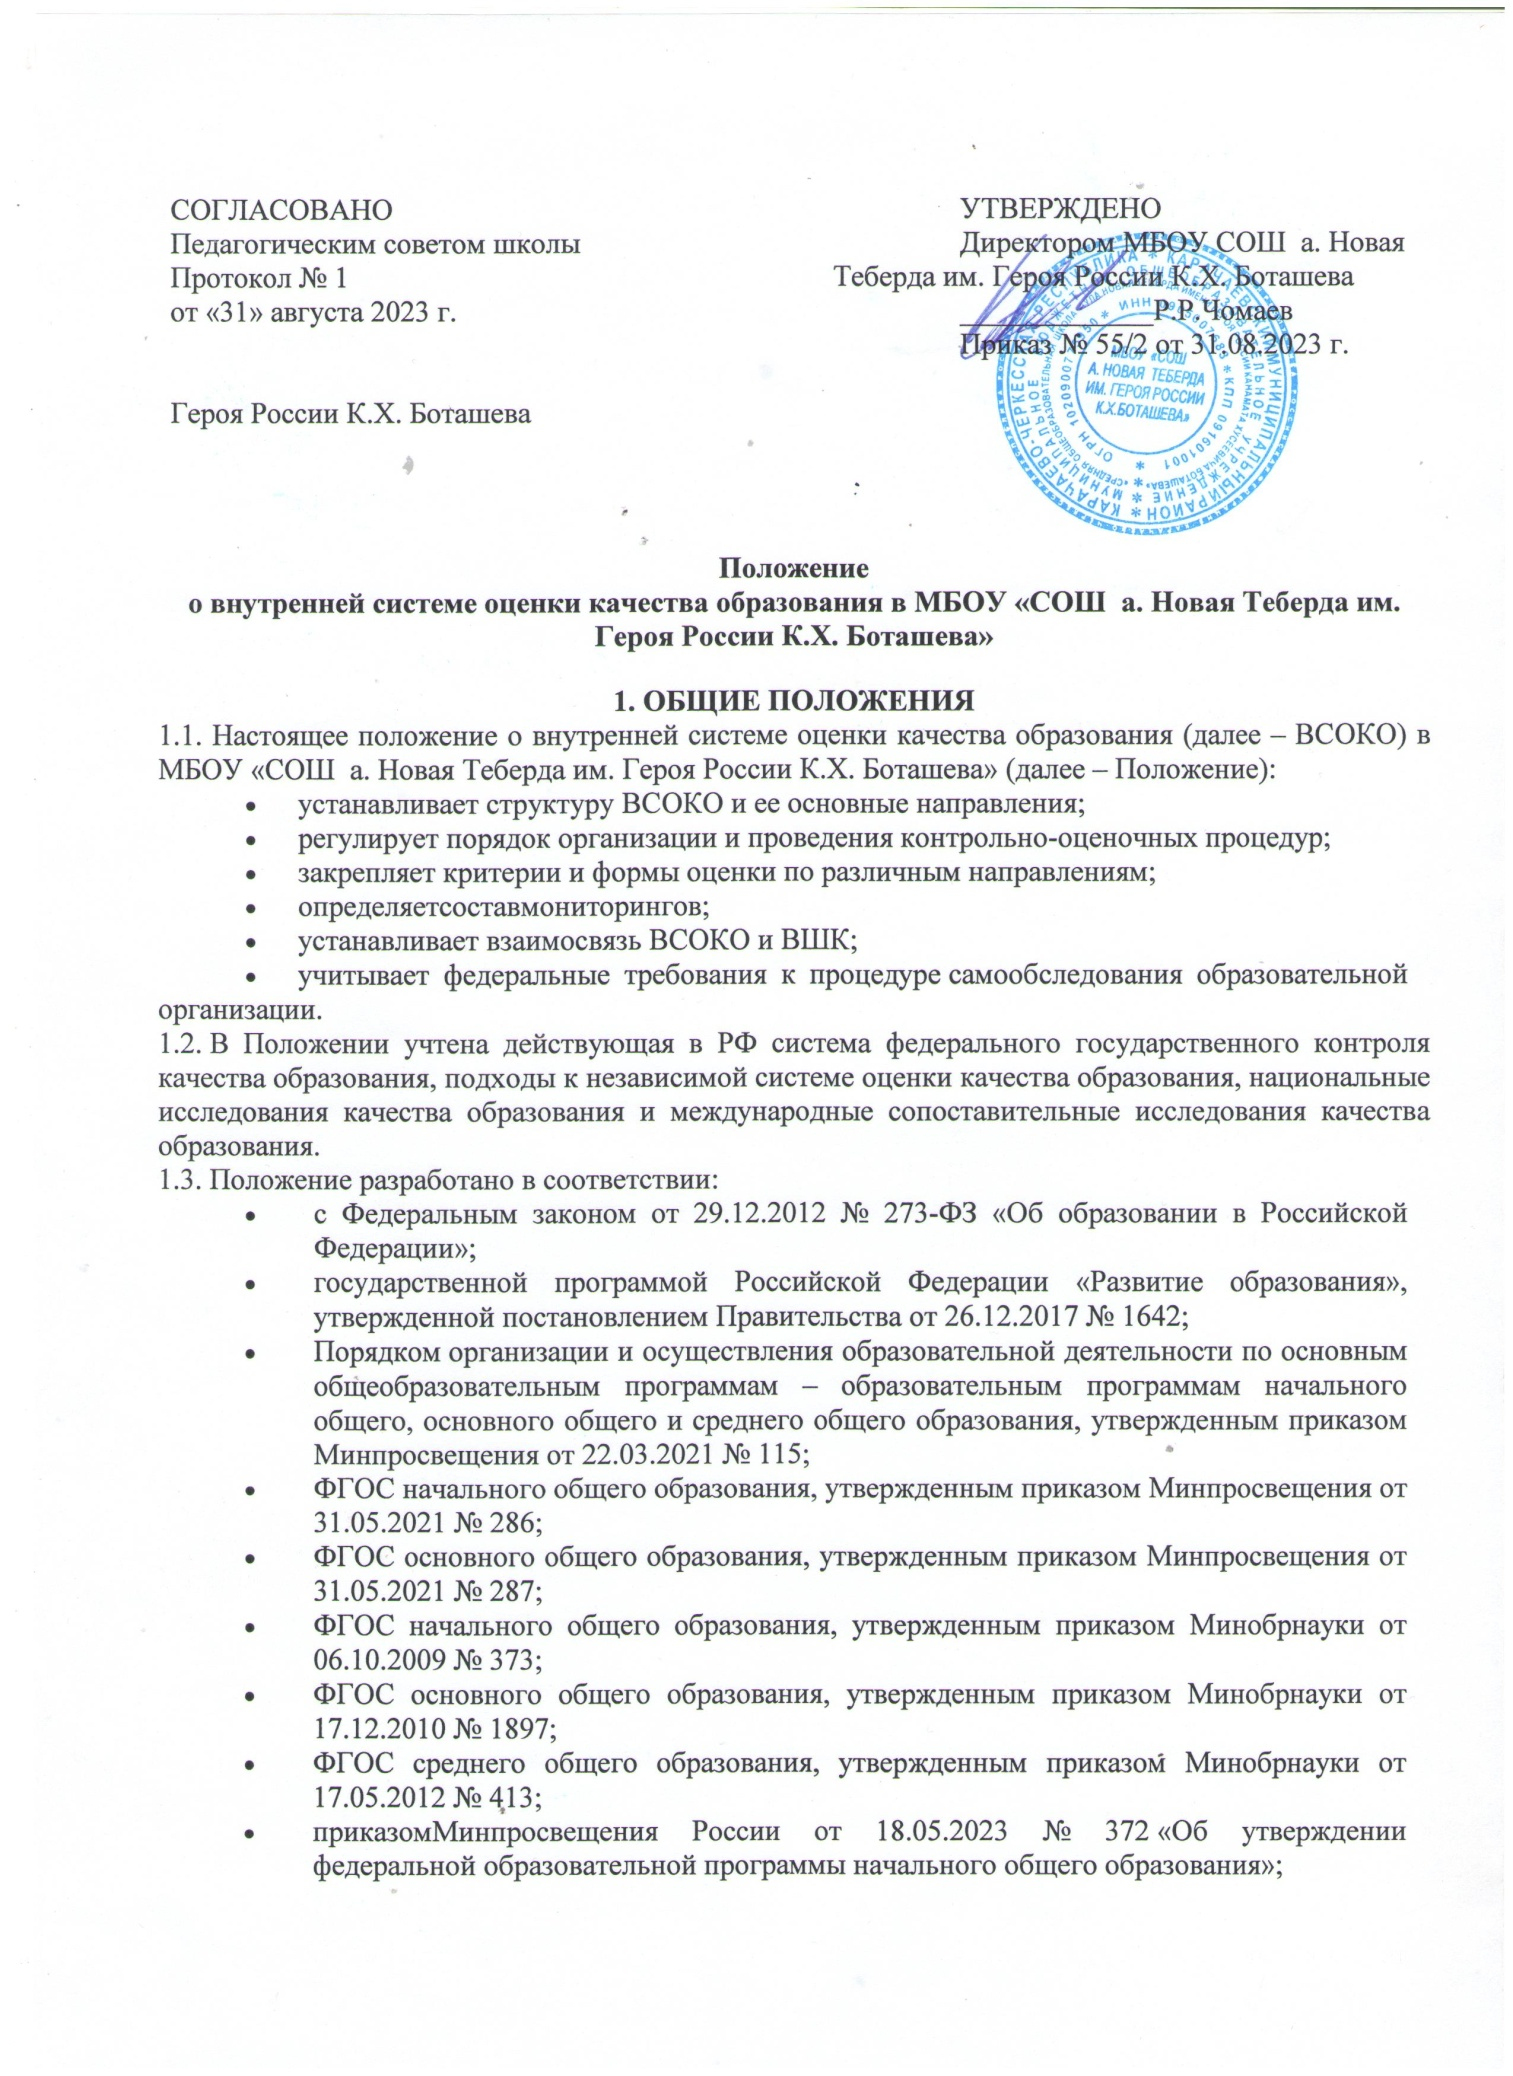 СОГЛАСОВАНО
Педагогическим советом школы
Протокол № 1
от «31» августа 2023 г.
Героя России К.Х. Боташева
УТВЕРЖДЕНО
Директором МБОУ СОШ  а. Новая
Теберда им. Героя России К.Х. Боташева
_____________Р.Р.Чомаев
Приказ № 55/2 от 31.08.2023 г.
МБОУ «СОШ
А. НОВАЯ ТЕБЕРДА
ИМ. ГЕРОЯ РОССИИ
К.Х.БОТАШЕВА»
Положение
о внутренней системе оценки качества образования в МБОУ «СОШ  а. Новая Теберда им.
Героя России К.Х. Боташева»
1. ОБЩИЕ ПОЛОЖЕНИЯ
1.1. Настоящее положение о внутренней системе оценки качества образования (далее – ВСОКО) в
МБОУ «СОШ  а. Новая Теберда им. Героя России К.Х. Боташева» (далее – Положение):
• устанавливает структуру ВСОКО и ее основные направления;
• регулирует порядок организации и проведения контрольно-оценочных процедур;
• закрепляет критерии и формы оценки по различным направлениям;
• определяетсоставмониторингов;
• устанавливает взаимосвязь ВСОКО и ВШК;
• учитывает федеральные требования к процедуре самообследования образовательной
организации.
1.2. В Положении учтена действующая в РФ система федерального государственного контроля
качества образования, подходы к независимой системе оценки качества образования, национальные
исследования качества образования и международные сопоставительные исследования качества
образования.
1.3. Положение разработано в соответствии:
• с Федеральным законом от 29.12.2012 № 273-ФЗ «Об образовании в Российской
Федерации»;
• государственной программой Российской Федерации «Развитие образования»,
утвержденной постановлением Правительства от 26.12.2017 № 1642;
• Порядком организации и осуществления образовательной деятельности по основным
общеобразовательным программам – образовательным программам начального
общего, основного общего и среднего общего образования, утвержденным приказом
Минпросвещения от 22.03.2021 № 115;
• ФГОС начального общего образования, утвержденным приказом Минпросвещения от
31.05.2021 № 286;
• ФГОС основного общего образования, утвержденным приказом Минпросвещения от
31.05.2021 № 287;
• ФГОС начального общего образования, утвержденным приказом Минобрнауки от
06.10.2009 № 373;
• ФГОС основного общего образования, утвержденным приказом Минобрнауки от
17.12.2010 № 1897;
• ФГОС среднего общего образования, утвержденным приказом Минобрнауки от
17.05.2012 № 413;
• приказомМинпросвещения России от 18.05.2023 № 372 «Об утверждении
федеральной образовательной программы начального общего образования»;